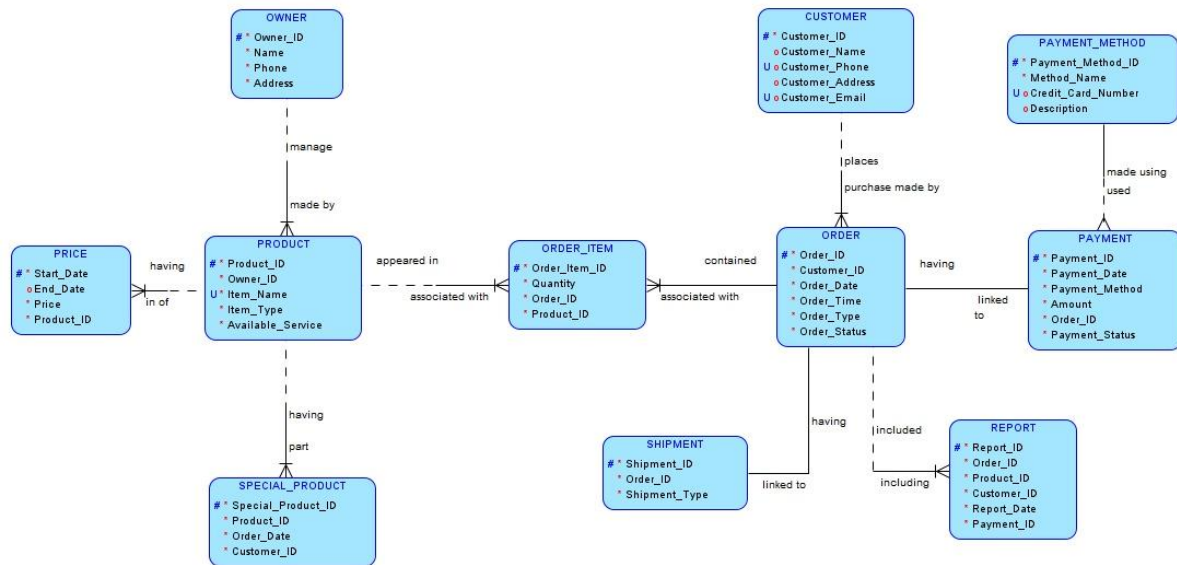 OWNER
# * Owner_ID
* Name
* Phone
* Address
CUSTOMER
# * Customer_ID
o Customer_Name
U o Customer_Phone
o Customer_Address
U o Customer_Email
PAYMENT_METHOD
# * Payment_Method_ID
* Method_Name
U o Credit_Card_Number
o Description
manage
made by
places
purchase made by
made using
used
PRICE
# * Start_Date
o End_Date
* Price
* Product_ID
having
in of
PRODUCT
# * Product_ID
* Owner_ID
U * Item_Name
* Item_Type
* Available_Service
appeared in
associated with
ORDER_ITEM
# * Order_Item_ID
* Quantity
* Order_ID
* Product_ID
contained
associated with
ORDER
# * Order_ID
* Customer_ID
* Order_Date
* Order_Time
* Order_Type
* Order_Status
having
linked
to
PAYMENT
# * Payment_ID
* Payment_Date
* Payment_Method
* Amount
* Order_ID
* Payment_Status
having
part
SPECIAL_PRODUCT
# * Special_Product_ID
* Product_ID
* Order_Date
* Customer_ID
having
linked to
SHIPMENT
# * Shipment_ID
* Order_ID
* Shipment_Type
included
including
REPORT
# * Report_ID
* Order_ID
* Product_ID
* Customer_ID
* Report_Date
* Payment_ID